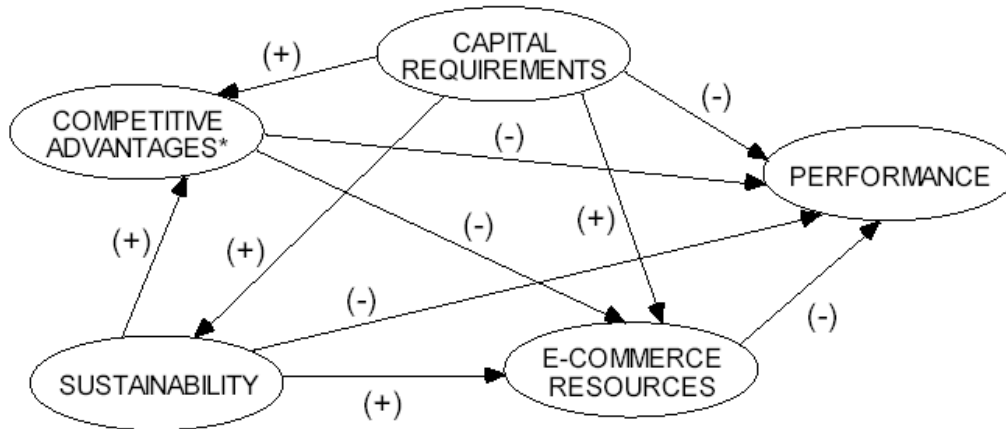 CAPITAL
REQUIREMENTS
(+)
(-)
COMPETITIVE
ADVANTAGES*
(-)
PERFORMANCE
(+)
(-)
(+)
(+)
(-)
(-)
E-COMMERCE
RESOURCES
SUSTAINABILITY
(+)